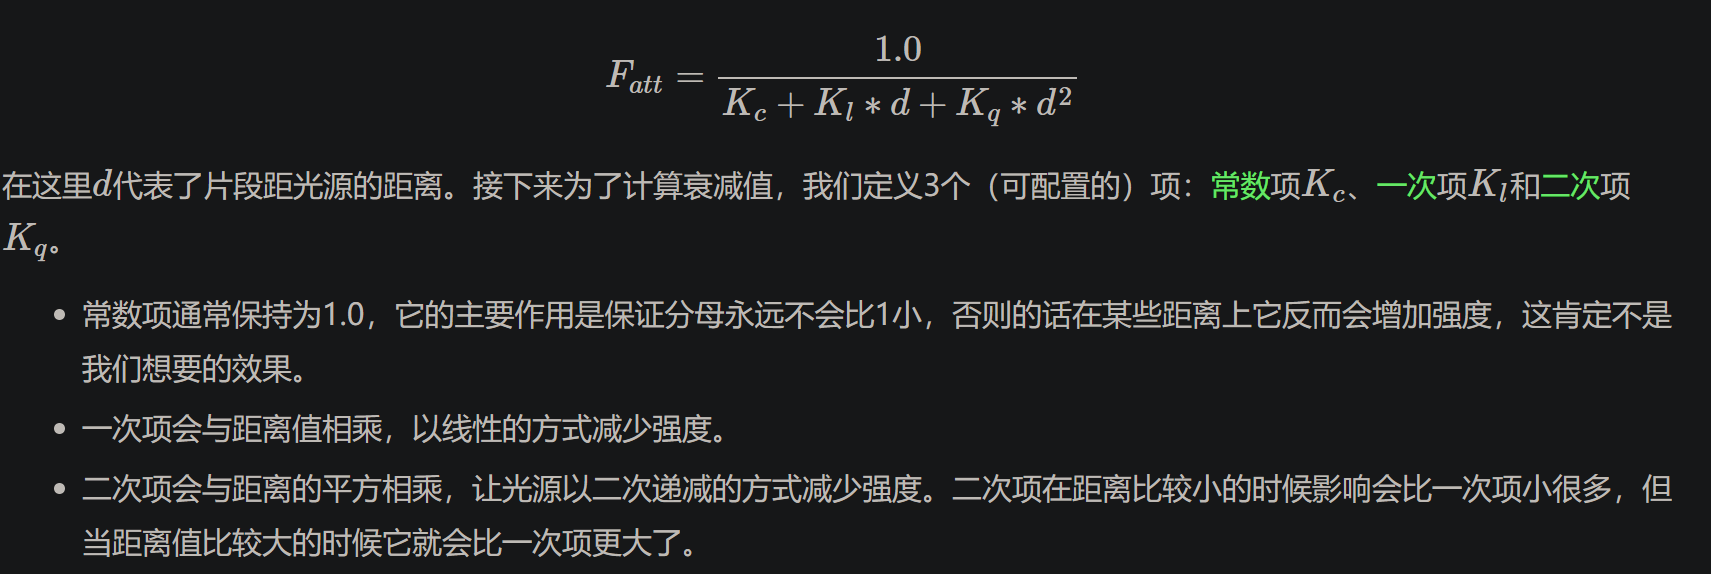 F_att = 1.0 / (K_c + K_l * d + K_q * d²)
在这里d代表了片段距光源的距离。接下来为了计算衰减值，我们定义3个（可配置的）项：常数项K_c、一次项K_l和二次项
K_q。
• 常数项通常保持为1.0，它的主要作用是保证分母永远不会比1小，否则的话在某些距离上它反而会增加强度，这肯定不是
我们想要的效果。
• 一次项会与距离值相乘，以线性的方式减少强度。
• 二次项会与距离的平方相乘，让光源以二次递减的方式减少强度。二次项在距离比较小的时候影响会比一次项小很多，但
当距离值比较大的时候它就会比一次项更大了。